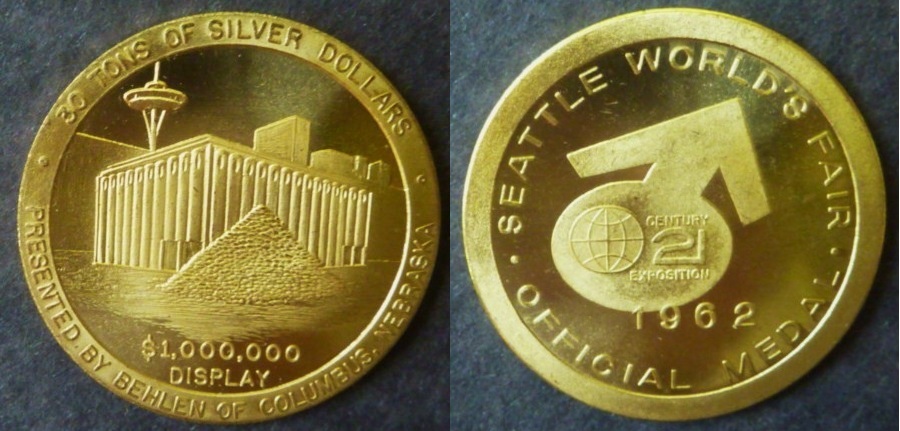 30 TONS OF SILVER DOLLARS
$1,000,000
DISPLAY
PRESENTED BY BEHLEN OF COLUMBUS, NEBRASKA
SEATTLE WORLD'S FAIR
CENTURY
21
EXPOSITION
1962
OFFICIAL MEDAL